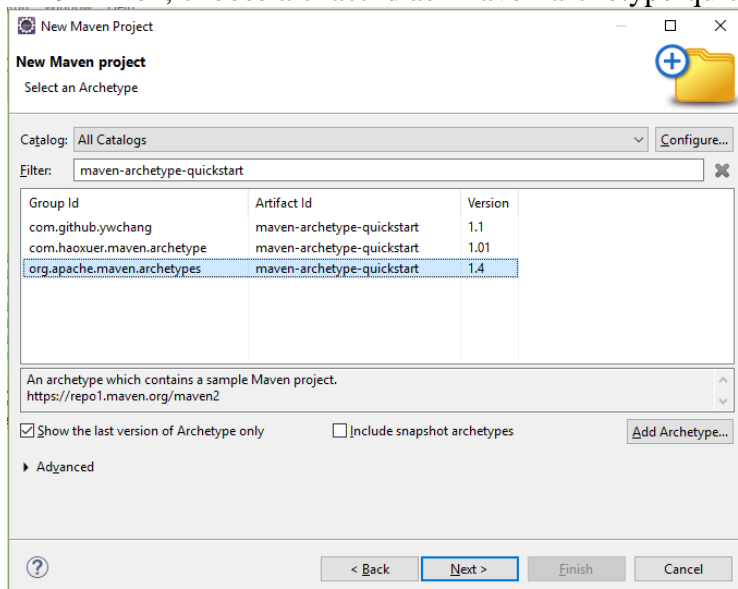 New Maven Project
New Maven project
Select an Archetype
Catalog: All Catalogs Configure...
Filter: maven-archetype-quickstart
Group Id Artifact Id Version
com.github.ywchang maven-archetype-quickstart 1.1
com.haoxuer.maven.archetype maven-archetype-quickstart 1.01
org.apache.maven.archetypes maven-archetype-quickstart 1.4
An archetype which contains a sample Maven project.
https://repo1.maven.org/maven2
Show the last version of Archetype only Include snapshot archetypes Add Archetype...
Advanced
? < Back Next > Finish Cancel